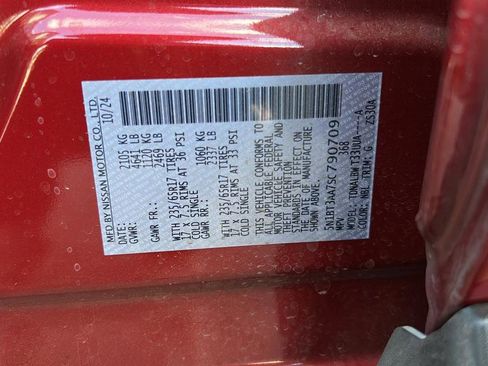 MFD BY NISSAN MOTOR CO., LTD.
10/24
GVWR: 2105 KG
4641 LB
GAWR FR.: 1120 KG
2469 LB
WITH 235/65R17 TIRES
17 X 7.5 RIMS AT 36 PSI
COLD SINGLE
GAWR RR.: 1060 KG
2337 LB
WITH 235/65R17 TIRES
17 X 7.5 RIMS AT 33 PSI
COLD SINGLE
THIS VEHICLE CONFORMS TO
ALL APPLICABLE FEDERAL
MOTOR VEHICLE SAFETY AND
THEFT PREVENTION
STANDARDS IN EFFECT ON
THE DATE OF MANUFACTURE
SHOWN ABOVE.
5N1BT3AA7SC790709
MPV 368
COLOR: NBL TRIM: G